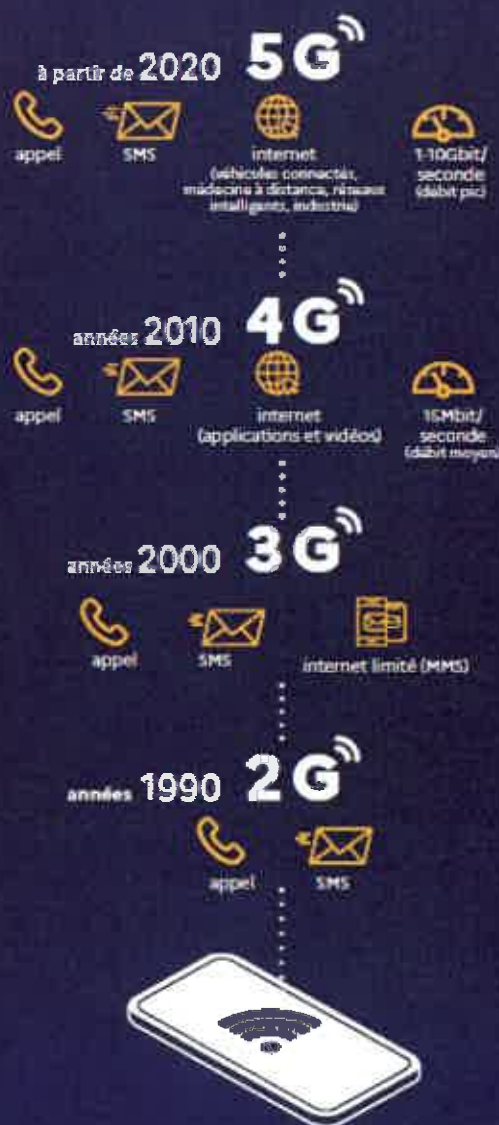 à partir de 2020 5G
appel
SMS
internet
(véhicules connectés,
médecine à distance, réseaux
intelligents, industrie)
1-10Gbit/
seconde
(débit pic)
années 2010 4G
appel
SMS
internet
(applications et vidéos)
15Mbit/
seconde
(débit moyen)
années 2000 3G
appel
SMS
internet limité (MMS)
années 1990 2G
appel
SMS